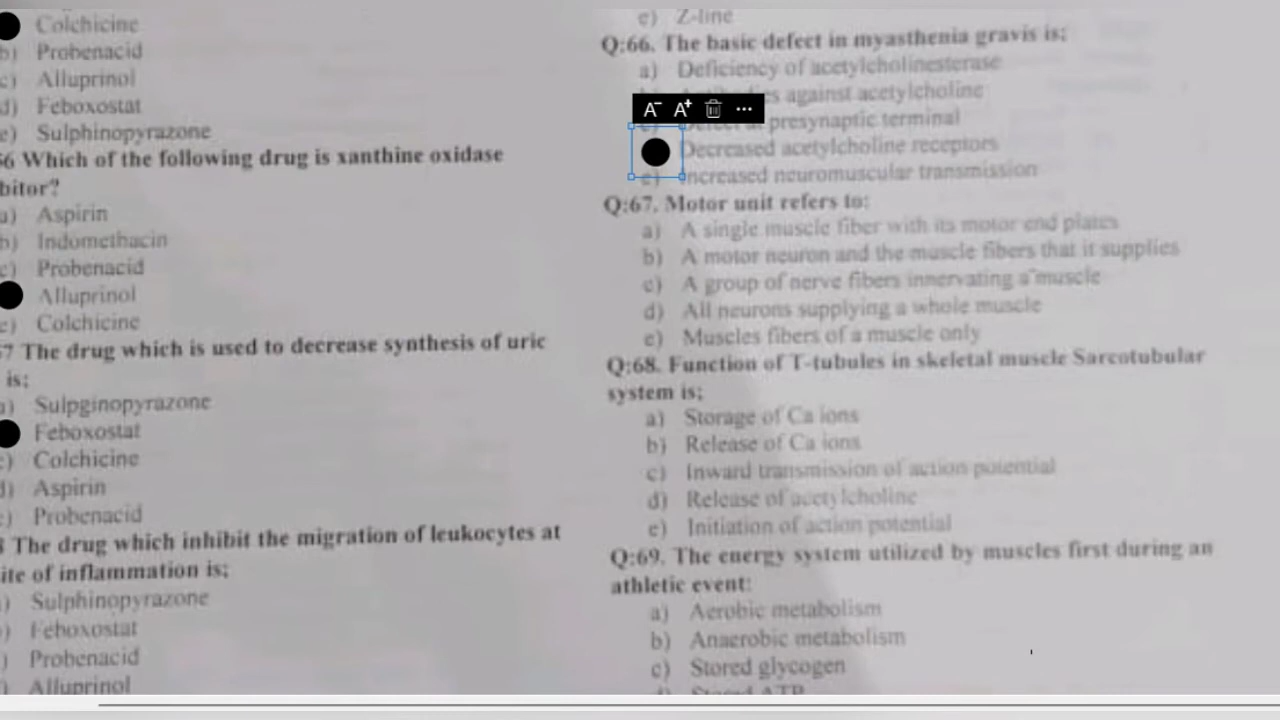 Colchicine
b) Probenacid
c) Alluprinol
d) Feboxostat
e) Sulphinopyrazone
66 Which of the following drug is xanthine oxidase
bitor?
a) Aspirin
b) Indomethacin
c) Probenacid
Alluprinol
e) Colchicine
67 The drug which is used to decrease synthesis of uric
is;
a) Sulpginopyrazone
Feboxostat
c) Colchicine
d) Aspirin
e) Probenacid
8 The drug which inhibit the migration of leukocytes at
ite of inflammation is;
) Sulphinopyrazone
) Feboxostat
) Probenacid
) Alluprinol
e) Z-line
Q:66. The basic defect in myasthenia gravis is;
a) Deficiency of acetylcholinesterase
against acetylcholine
A- A+ ...
presynaptic terminal
Decreased acetylcholine receptors
e) Increased neuromuscular transmission
Q:67. Motor unit refers to:
a) A single muscle fiber with its motor end plates
b) A motor neuron and the muscle fibers that it supplies
c) A group of nerve fibers innervating a muscle
d) All neurons supplying a whole muscle
e) Muscles fibers of a muscle only
Q:68. Function of T-tubules in skeletal muscle Sarcotubular
system is;
a) Storage of Ca ions
b) Release of Ca ions
c) Inward transmission of action potential
d) Release of acetylcholine
e) Initiation of action potential
Q:69. The energy system utilized by muscles first during an
athletic event:
a) Aerobic metabolism
b) Anaerobic metabolism
c) Stored glycogen
d) Stored ATP